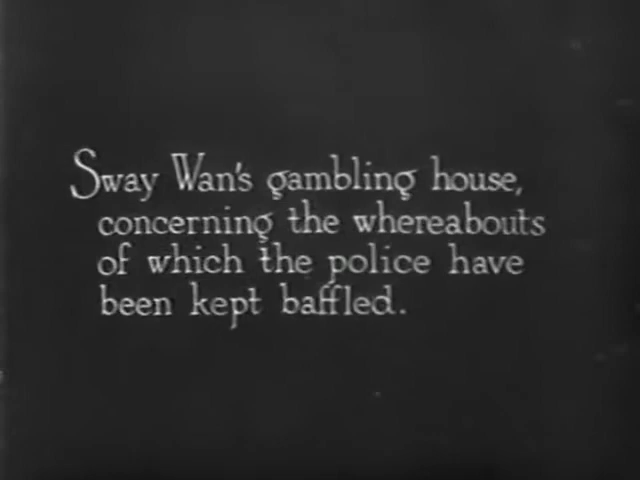 Sway Wan's gambling house,
concerning the whereabouts
of which the police have
been kept baffled.